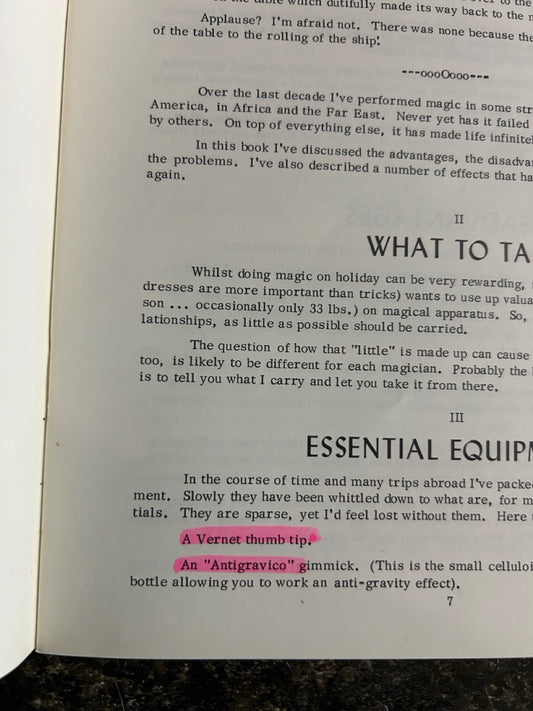 the table which dutifully made its way back to the
Applause? I'm afraid not. There was none because the
of the table to the rolling of the ship!
---oooOooo---
Over the last decade I've performed magic in some
America, in Africa and the Far East. Never yet has it failed
by others. On top of everything else, it has made life
In this book I've discussed the advantages, the
the problems. I've also described a number of effects that
again.
II
WHAT TO
Whilst doing magic on holiday can be very rewarding,
dresses are more important than tricks) wants to use up
son ... occasionally only 33 lbs.) on magical apparatus. So,
lationships, as little as possible should be carried.
The question of how that "little" is made up can cause
too, is likely to be different for each magician. Probably the
is to tell you what I carry and let you take it from there.
III
ESSENTIAL
In the course of time and many trips abroad I've
ment. Slowly they have been whittled down to what are, for
tials. They are sparse, yet I'd feel lost without them. Here
A Vernet thumb tip.
An "Antigravico" gimmick. (This is the small
bottle allowing you to work an anti-gravity effect).
7